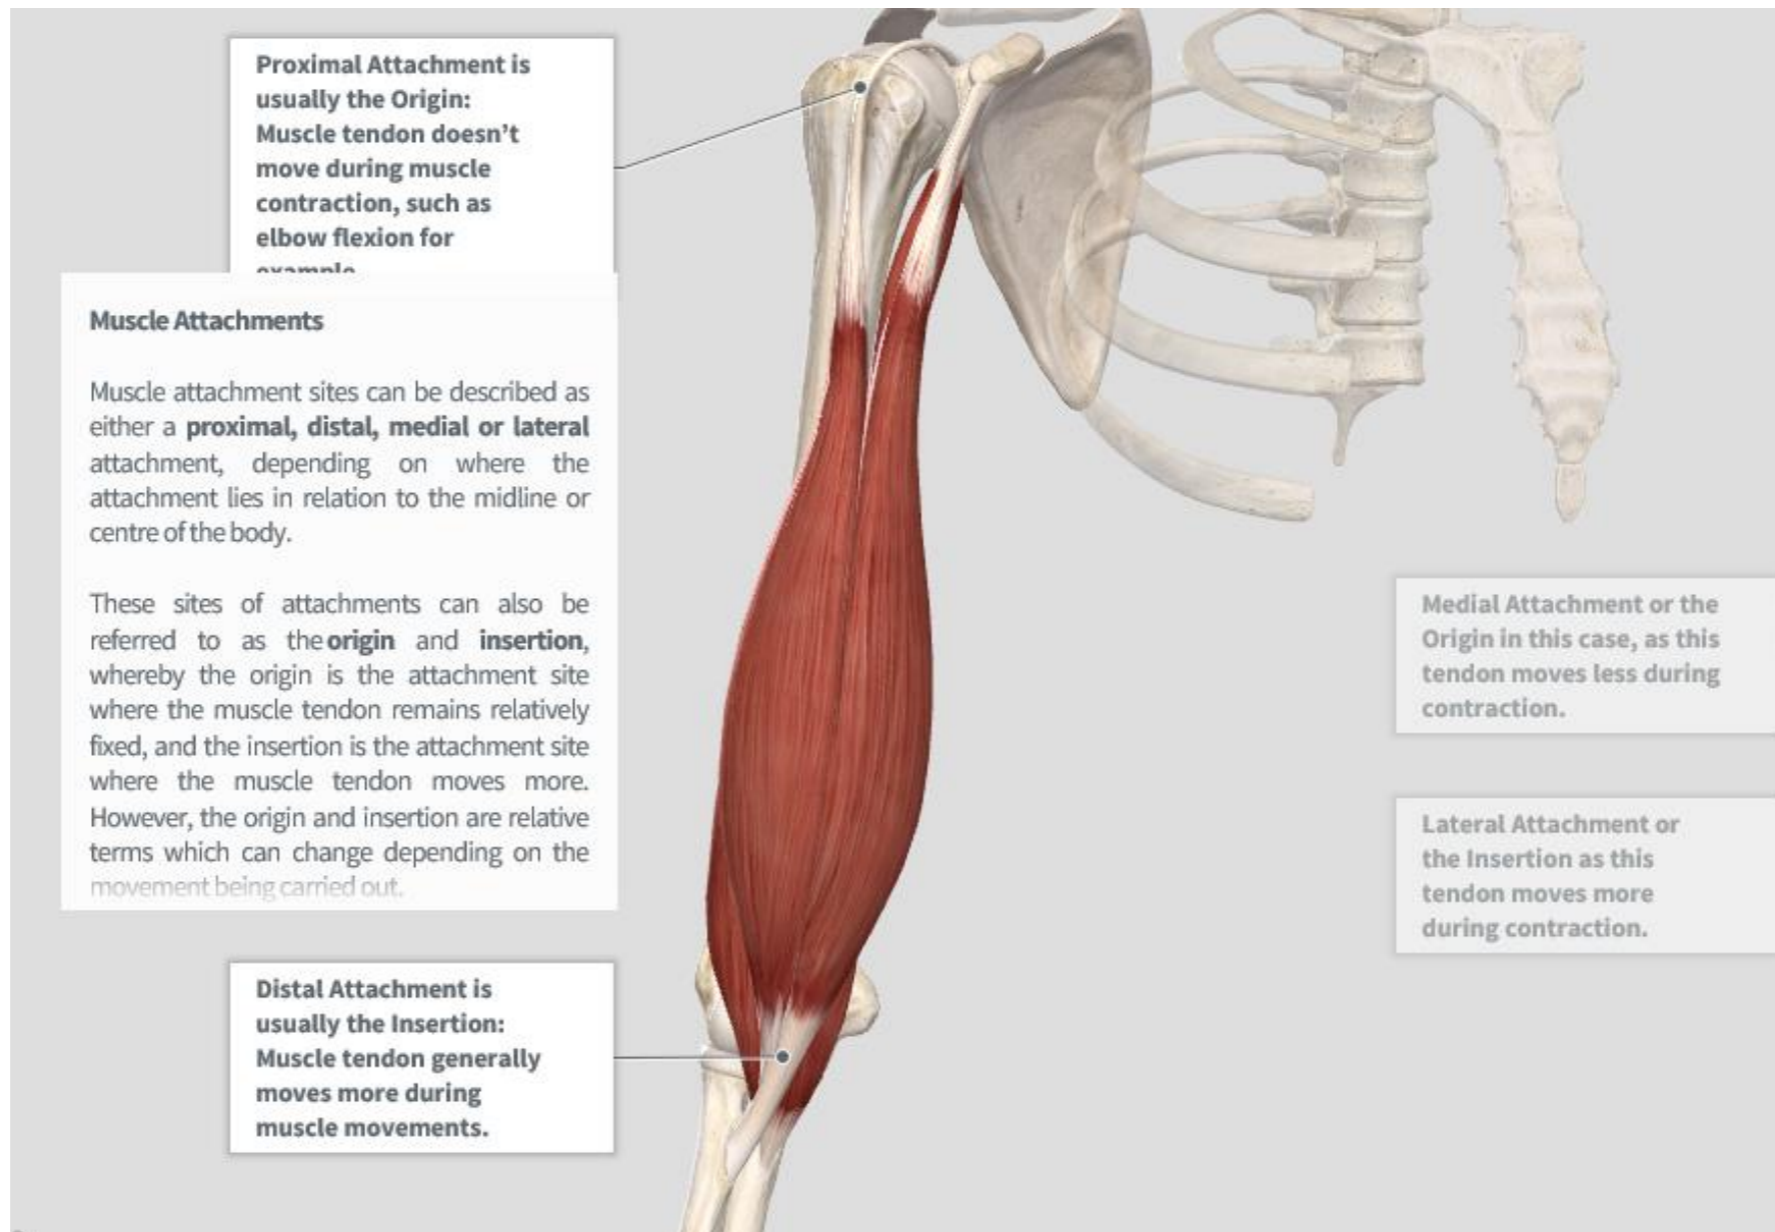 Proximal Attachment is
usually the Origin:
Muscle tendon doesn't
move during muscle
contraction, such as
elbow flexion for
example
Muscle Attachments
Muscle attachment sites can be described as
either a proximal, distal, medial or lateral
attachment, depending on where the
attachment lies in relation to the midline or
centre of the body.
These sites of attachments can also be
referred to as the origin and insertion,
whereby the origin is the attachment site
where the muscle tendon remains relatively
fixed, and the insertion is the attachment site
where the muscle tendon moves more.
However, the origin and insertion are relative
terms which can change depending on the
movement being carried out.
Distal Attachment is
usually the Insertion:
Muscle tendon generally
moves more during
muscle movements.
Medial Attachment or the
Origin in this case, as this
tendon moves less during
contraction.
Lateral Attachment or
the Insertion as this
tendon moves more
during contraction.